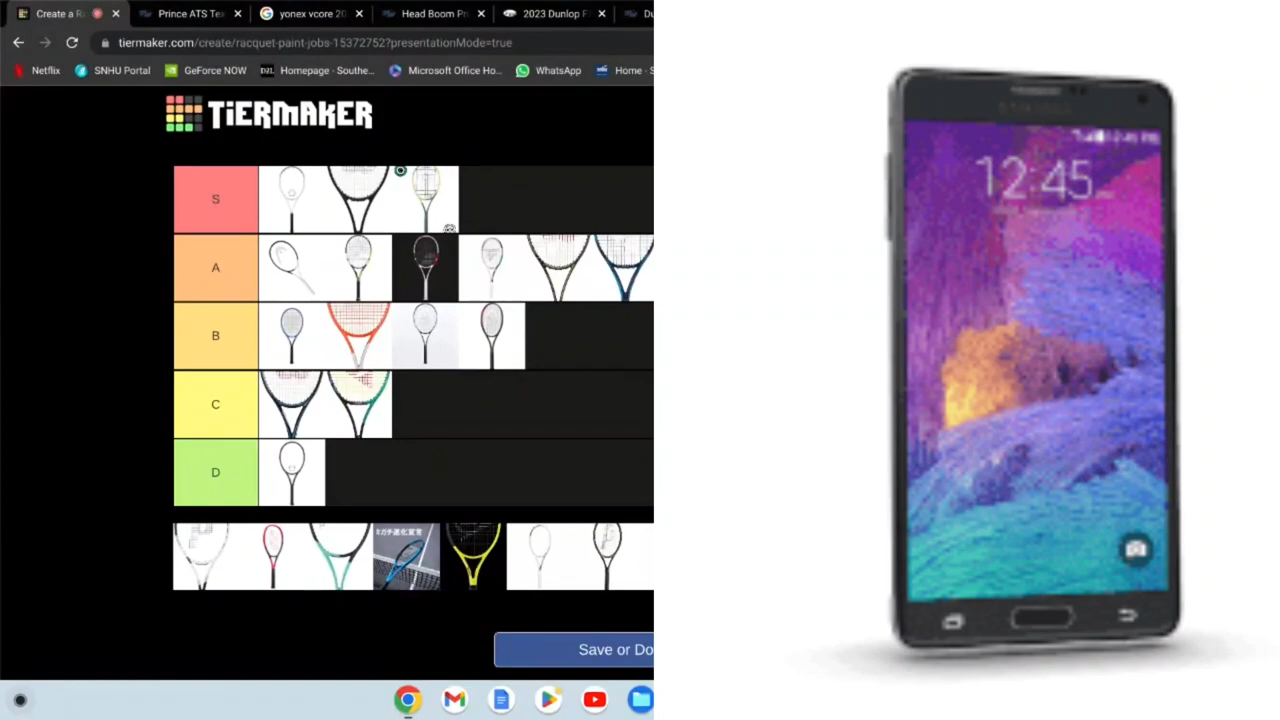 Create a R
Prince ATS Tex
yonex vcore 20
Head Boom Pr
2023 Dunlop F
Du
tiermaker.com/create/racquet-paint-jobs-15372752?presentationMode=true
Netflix
SNHU Portal
GeForce NOW
Homepage - Southe...
Microsoft Office Ho...
WhatsApp
Home - S
TiERMAKER
S
A
B
C
D
Save or Do
SAMSUNG
12:45